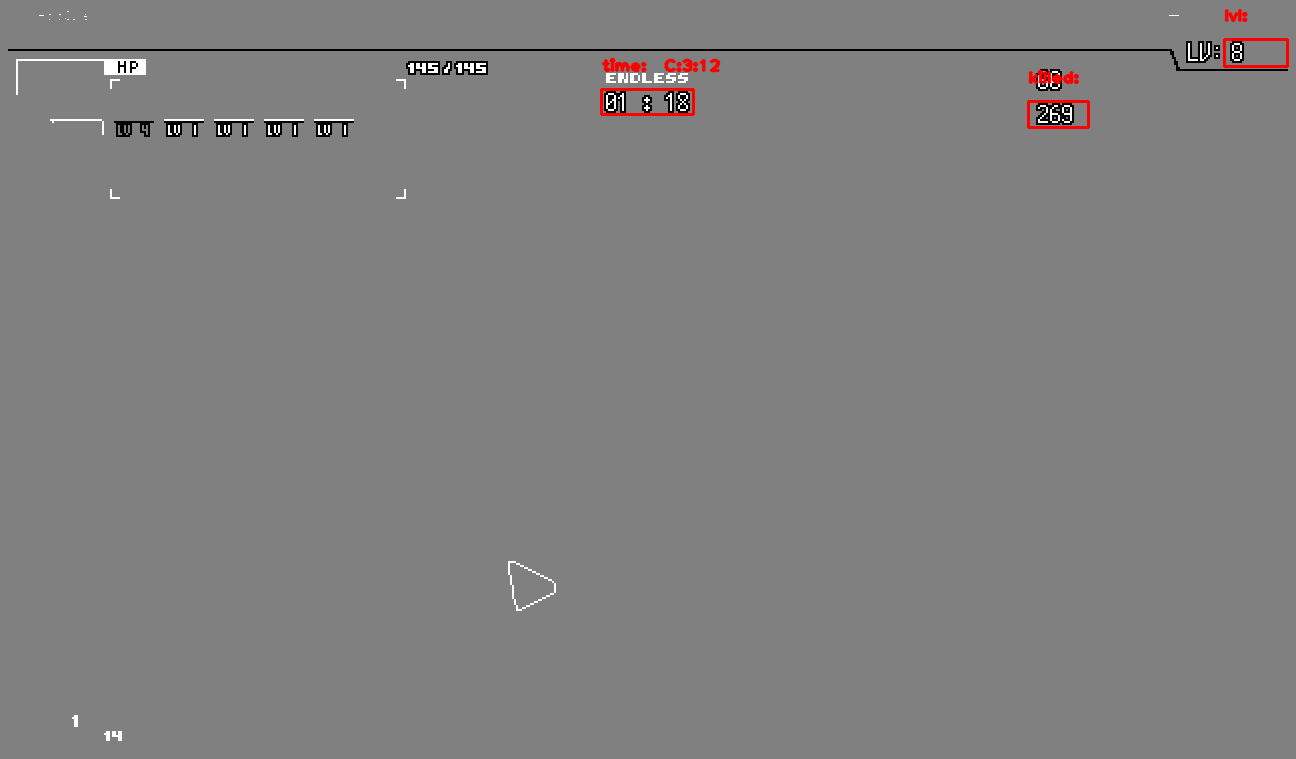 lvl:
LV: 8
HP
145/145
time: C:3:12
ENDLESS
01 : 18
killed:
269
LV 4 LV 1 LV 1 LV 1 LV 1
1
14